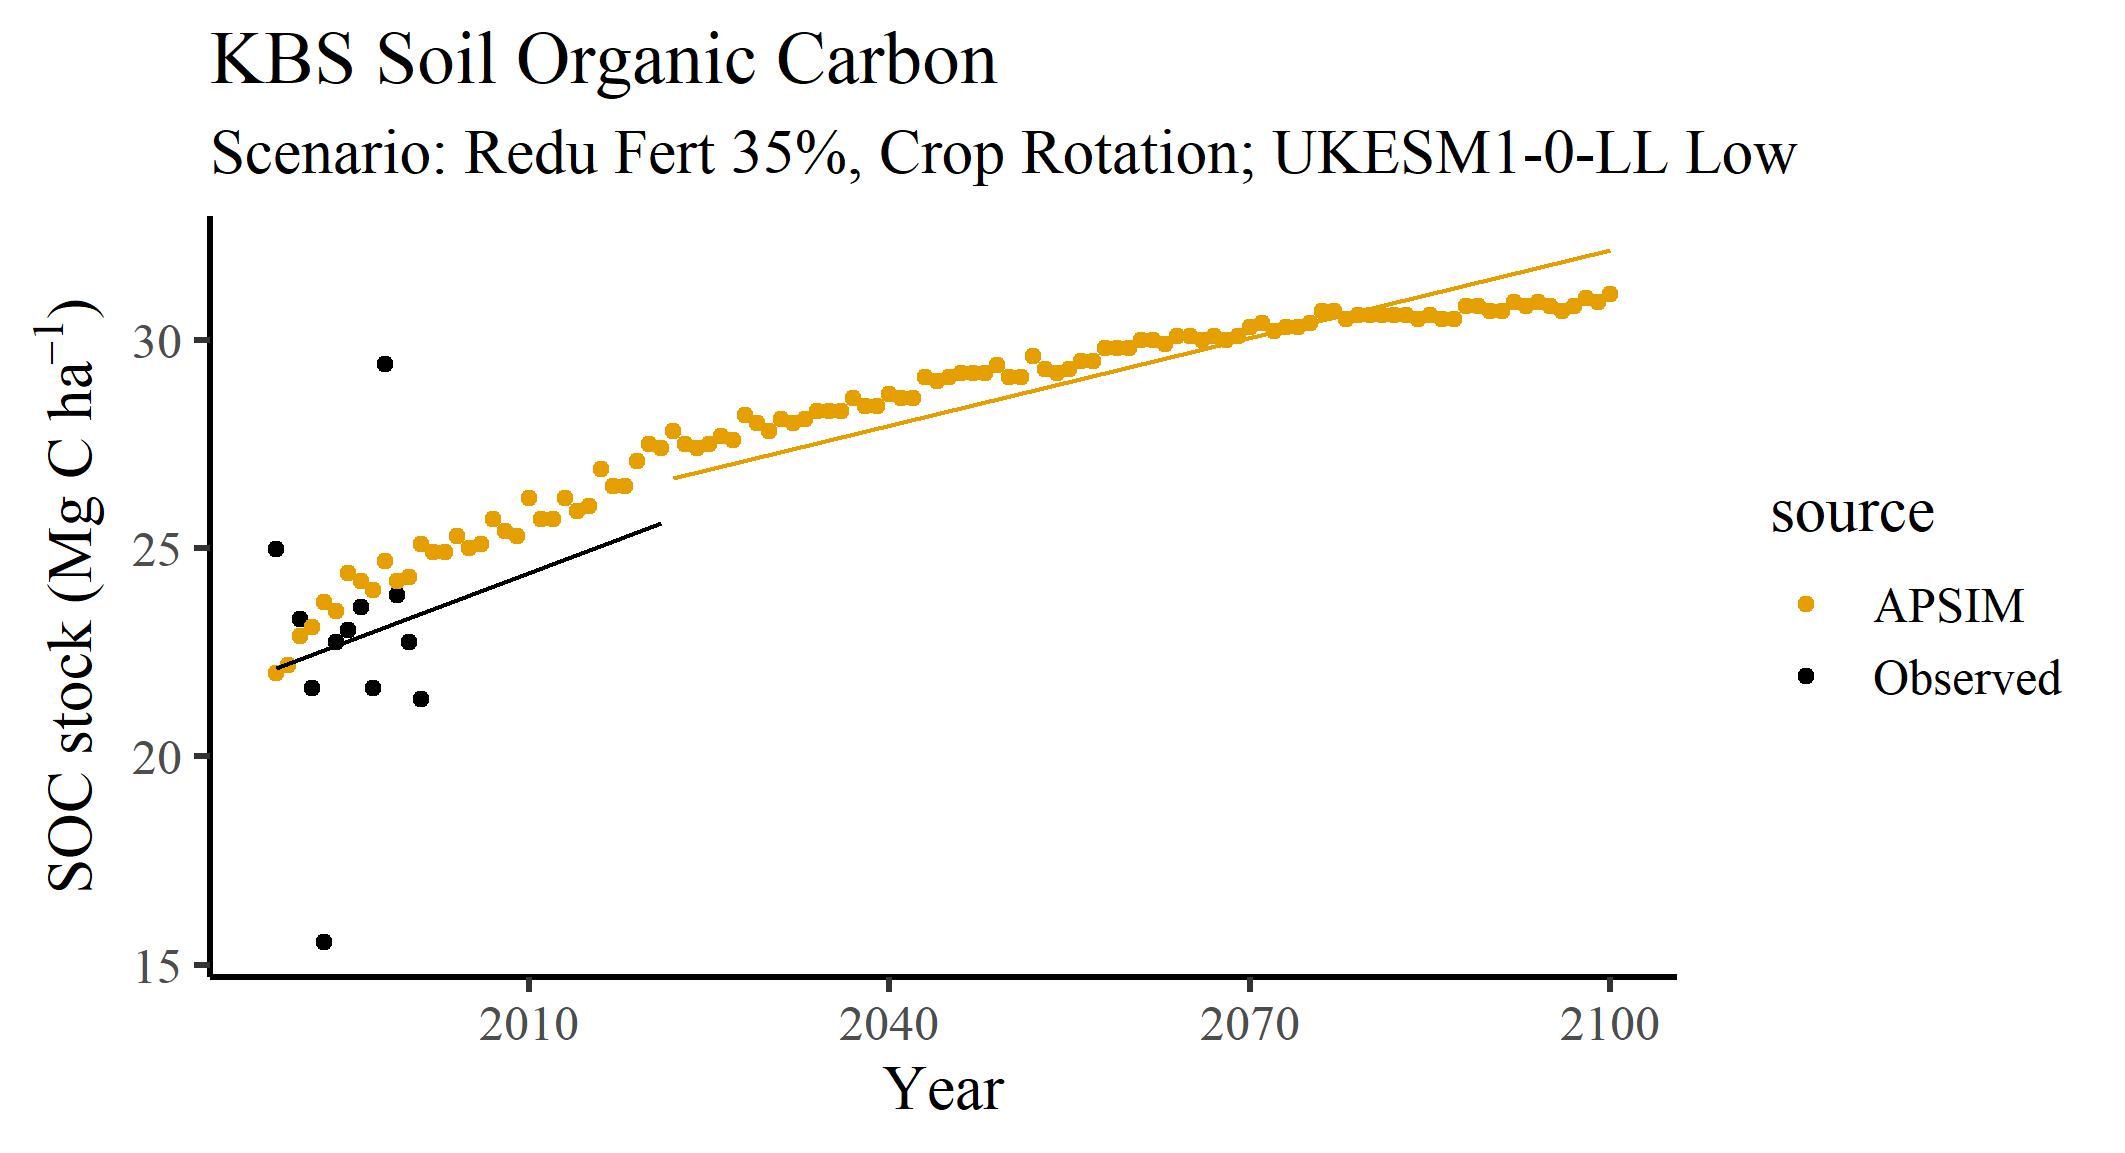 KBS Soil Organic Carbon
Scenario: Redu Fert 35%, Crop Rotation; UKESM1-0-LL Low
SOC stock (Mg C ha⁻¹)
30
25
20
15
2010 2040 2070 2100
Year
source
APSIM
Observed